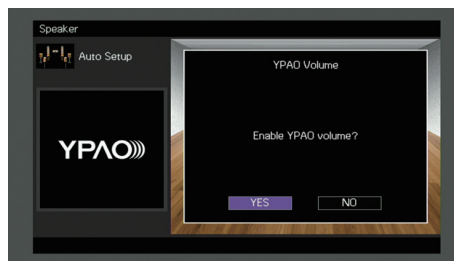 Speaker
Auto Setup
YPAO Volume
YPAO
Enable YPAO volume?
YES
NO